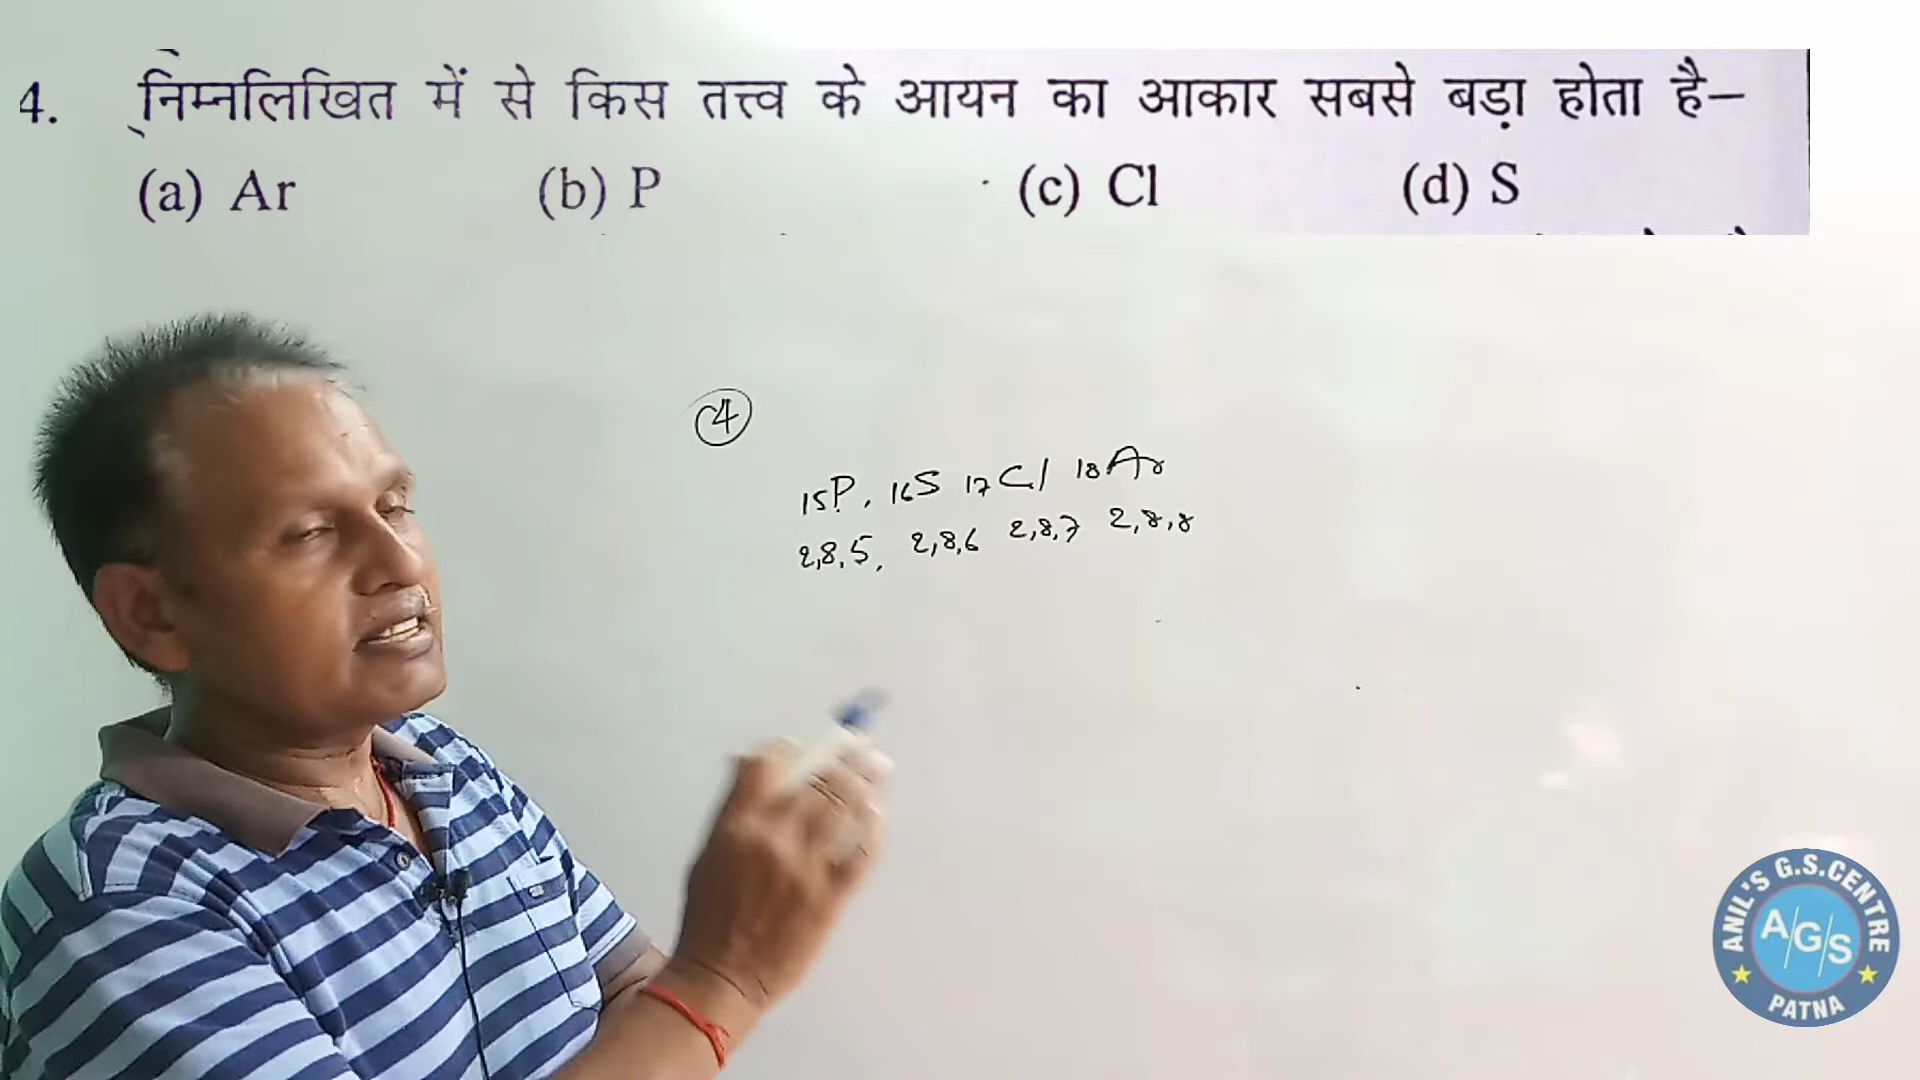 4. निम्नलिखित में से किस तत्त्व के आयन का आकार सबसे बड़ा होता है–
(a) Ar (b) P (c) Cl (d) S
4
15P, 16S 17Cl 18Ar
2,8,5, 2,8,6 2,8,7 2,8,8
ANIL'S G.S.CENTRE
A/G/S
PATNA